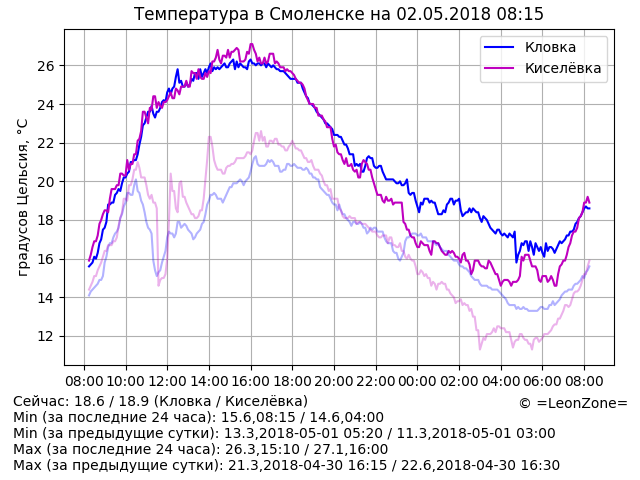 Температура в Смоленске на 02.05.2018 08:15
Кловка
Киселёвка
градусов Цельсия, °C
26
24
22
20
18
16
14
12
08:00 10:00 12:00 14:00 16:00 18:00 20:00 22:00 00:00 02:00 04:00 06:00 08:00
Сейчас: 18.6 / 18.9 (Кловка / Киселёвка)
© =LeonZone=
Min (за последние 24 часа): 15.6,08:15 / 14.6,04:00
Min (за предыдущие сутки): 13.3,2018-05-01 05:20 / 11.3,2018-05-01 03:00
Max (за последние 24 часа): 26.3,15:10 / 27.1,16:00
Max (за предыдущие сутки): 21.3,2018-04-30 16:15 / 22.6,2018-04-30 16:30